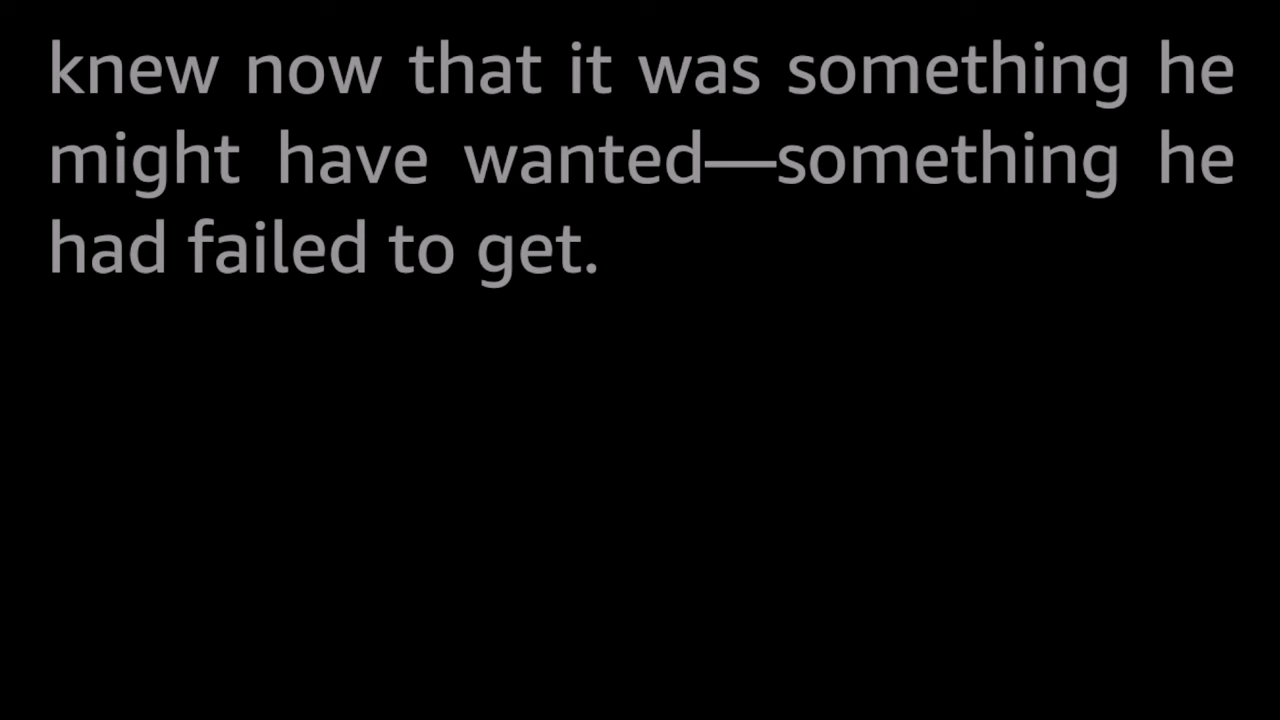 knew now that it was something he
might have wanted—something he
had failed to get.